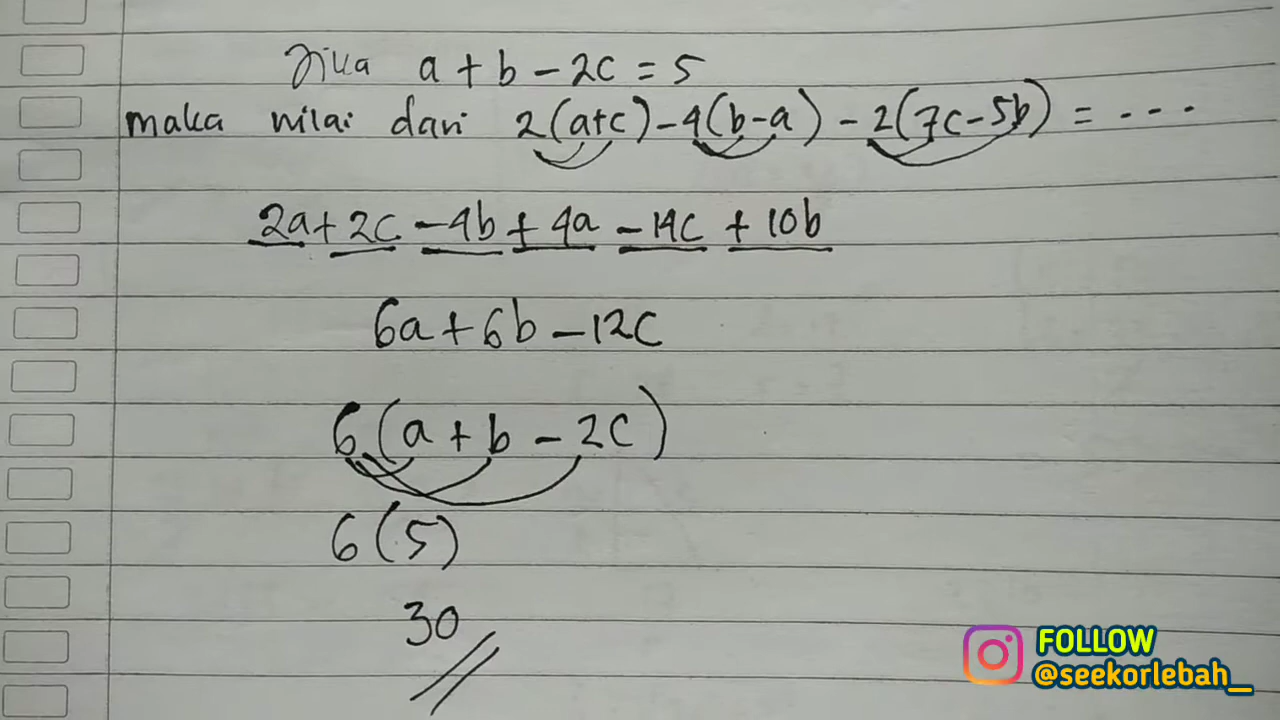 Jika a + b - 2c = 5
maka nilai dari 2(a+c) - 4(b-a) - 2(7c-5b) = ...
2a + 2c - 4b + 4a - 14c + 10b
6a + 6b - 12c
6(a + b - 2c)
6(5)
30
FOLLOW
@seekorlebah_